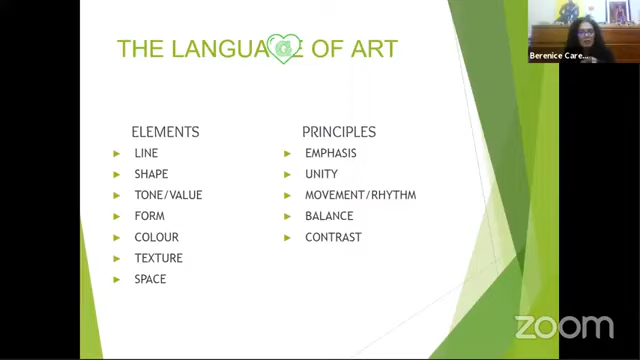 THE LANGUAGE OF ART
ELEMENTS
LINE
SHAPE
TONE/VALUE
FORM
COLOUR
TEXTURE
SPACE
PRINCIPLES
EMPHASIS
UNITY
MOVEMENT/RHYTHM
BALANCE
CONTRAST
Berenice Care...
zoom